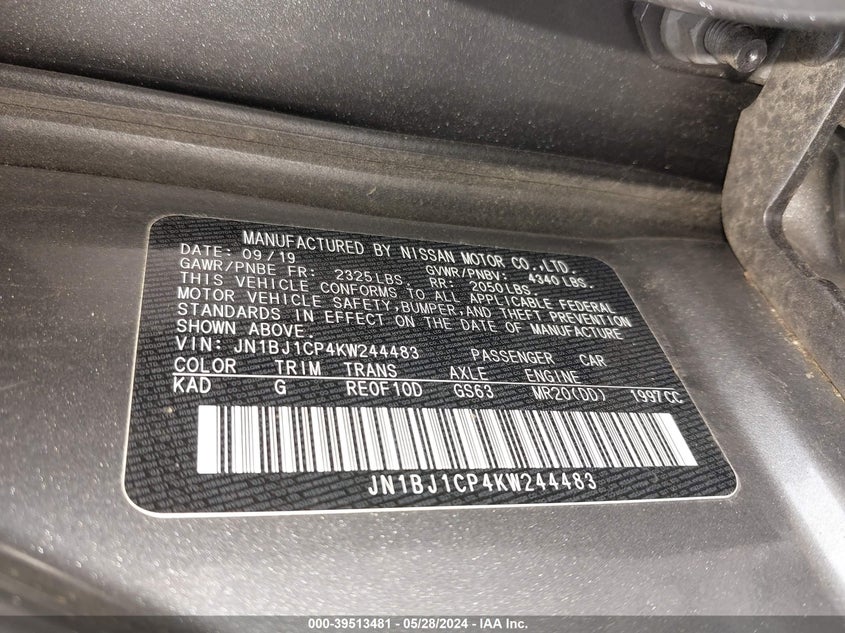 MANUFACTURED BY NISSAN MOTOR CO.,LTD.
DATE: 09/19 GVWR/PNBV: 4340 LBS.
GAWR/PNBE FR: 2325LBS. RR: 2050LBS
THIS VEHICLE CONFORMS TO ALL APPLICABLE FEDERAL
MOTOR VEHICLE SAFETY, BUMPER, AND THEFT PREVENTION
STANDARDS IN EFFECT ON THE DATE OF MANUFACTURE
SHOWN ABOVE.
VIN: JN1BJ1CP4KW244483 PASSENGER CAR
COLOR TRIM TRANS AXLE ENGINE
KAD G RE0F10D GS63 MR20(DD) 1997CC
JN1BJ1CP4KW244483
000-39513481 - 05/28/2024 - IAA Inc.